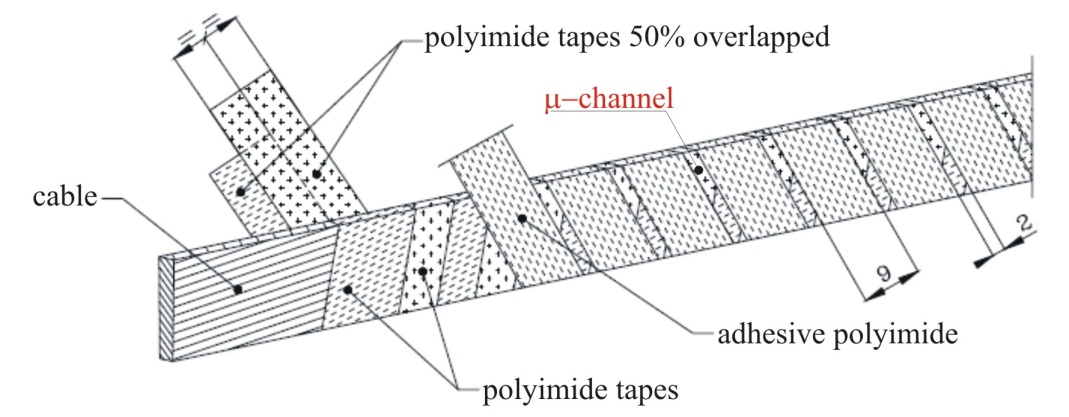 polyimide tapes 50% overlapped
μ–channel
cable
2
9
adhesive polyimide
polyimide tapes